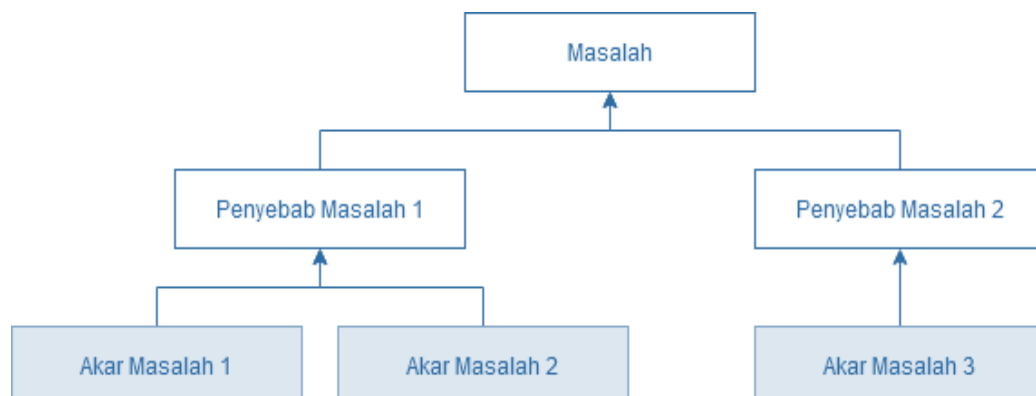 Masalah
Penyebab Masalah 1
Penyebab Masalah 2
Akar Masalah 1
Akar Masalah 2
Akar Masalah 3